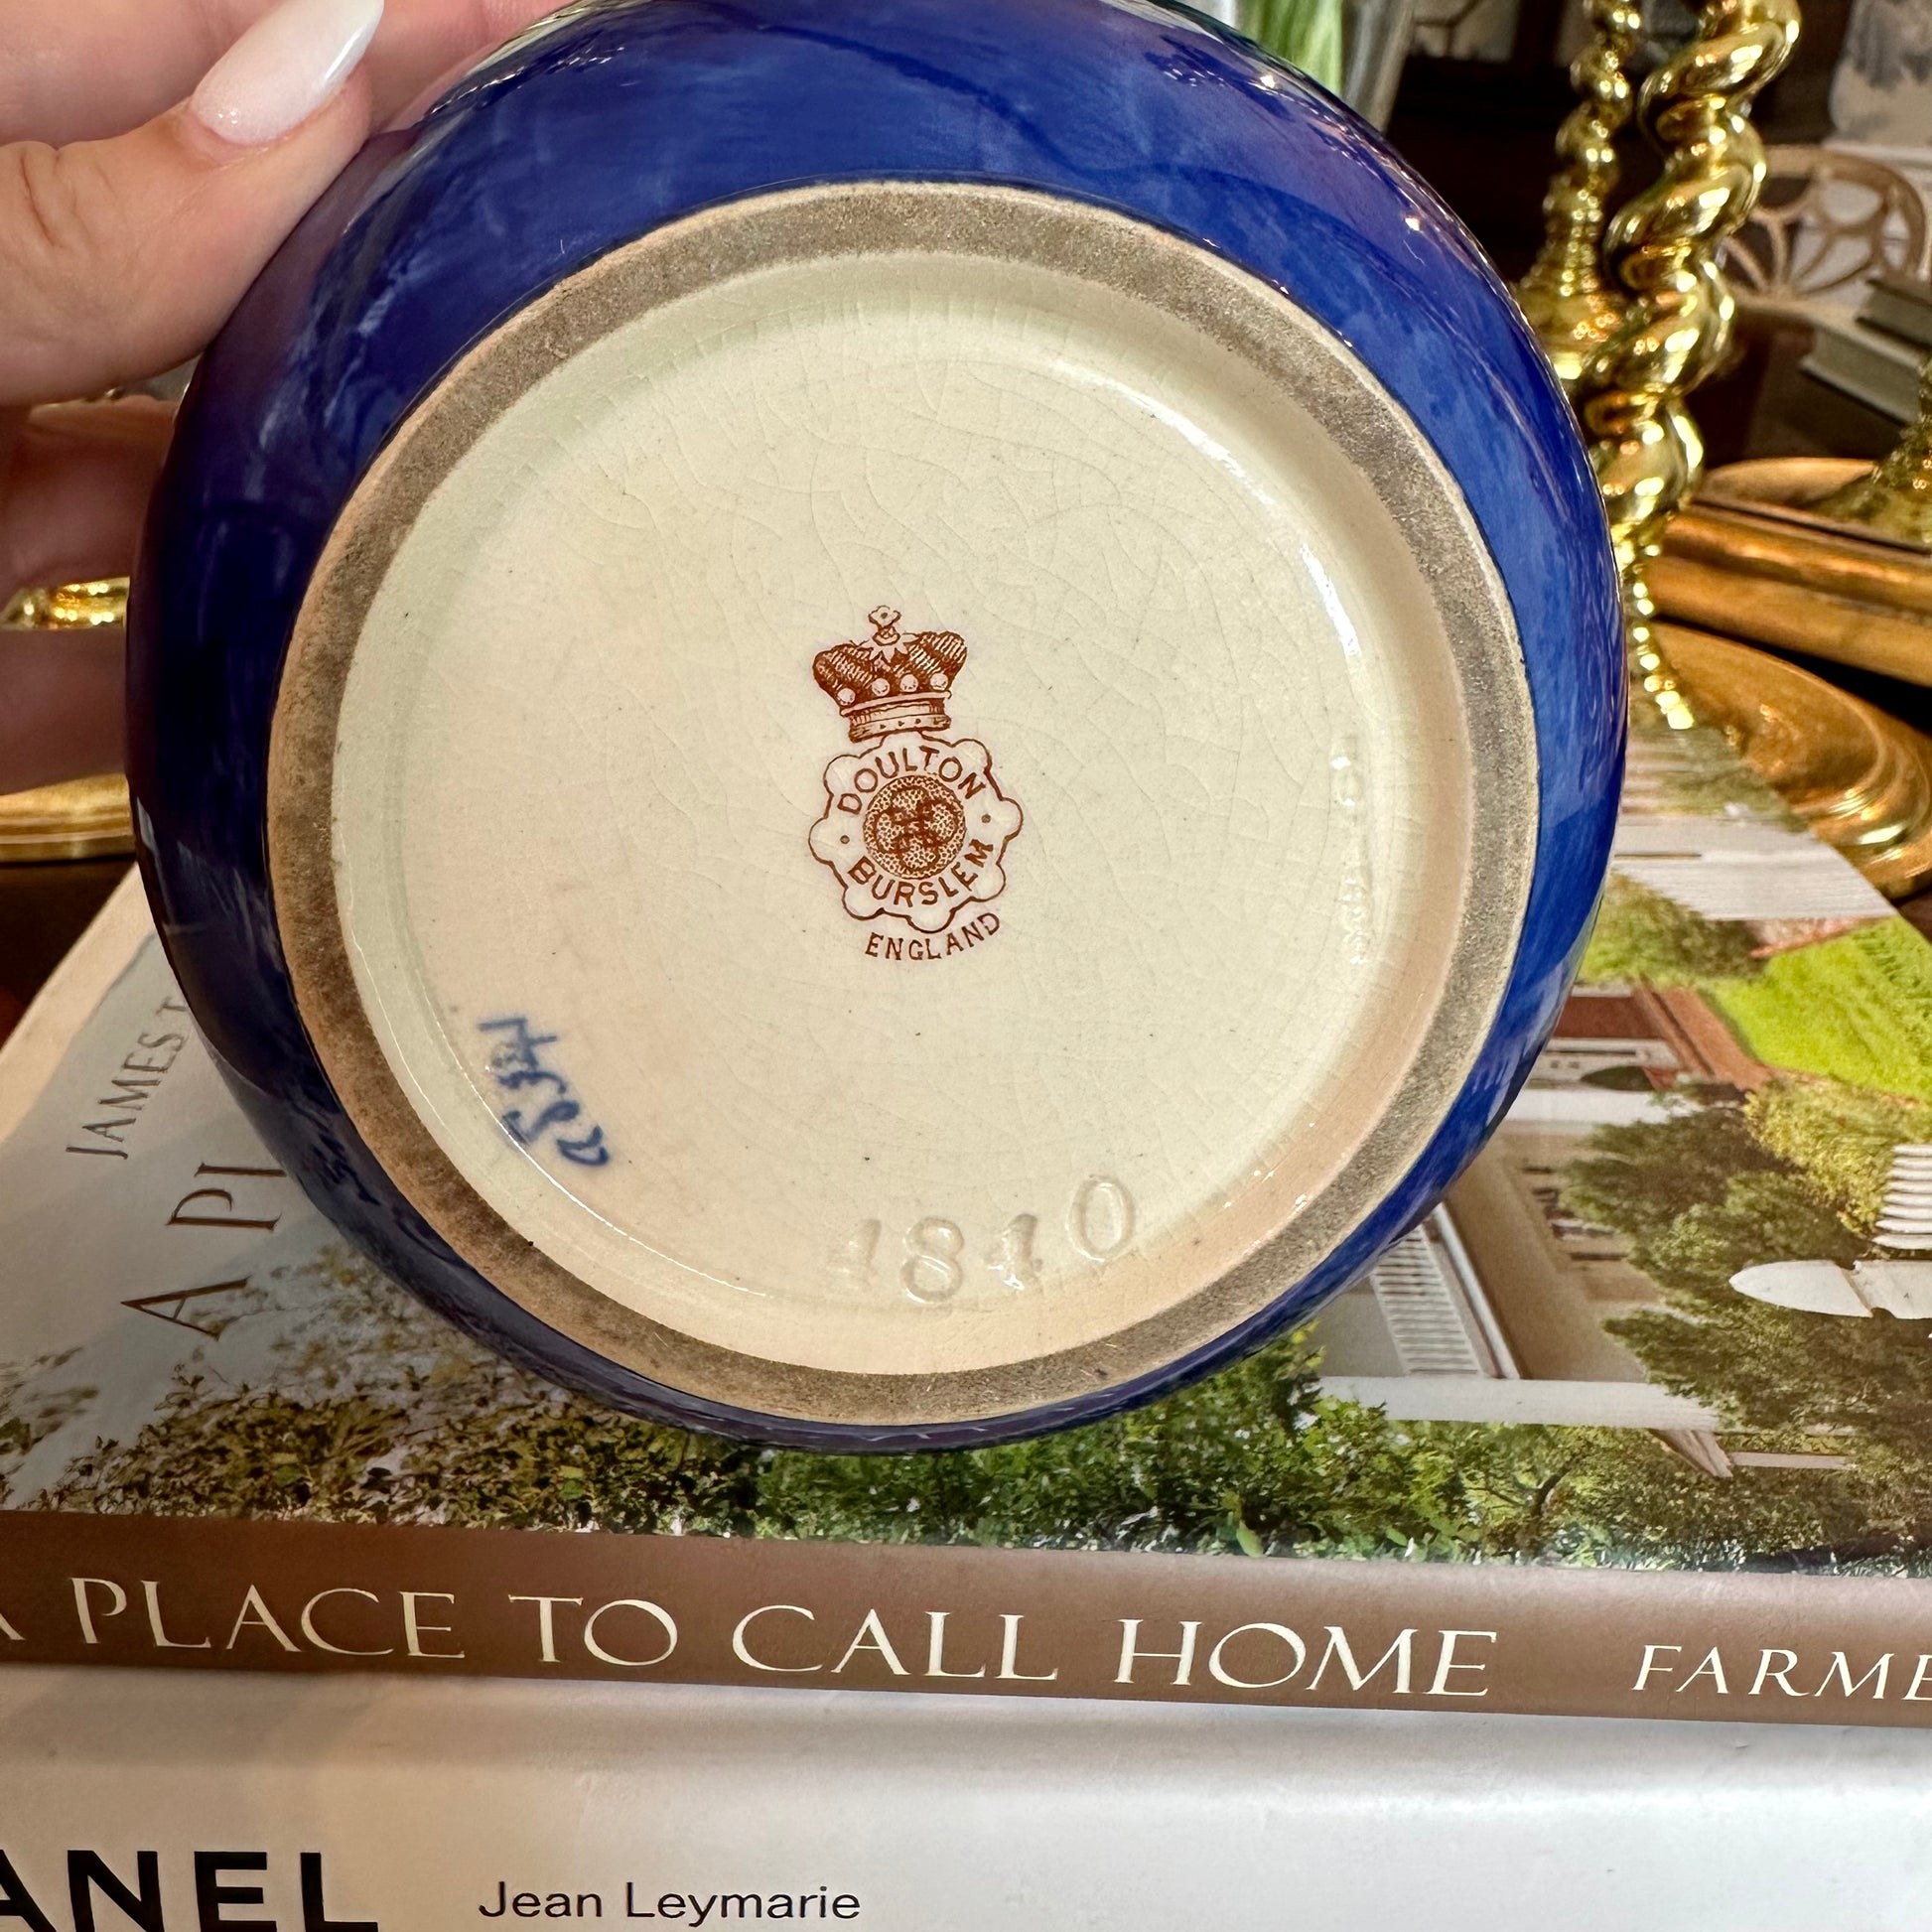 DOULTON
BURSLEM
ENGLAND
1810
JAMES T
A PL
A PLACE TO CALL HOME FARME
ANEL Jean Leymarie